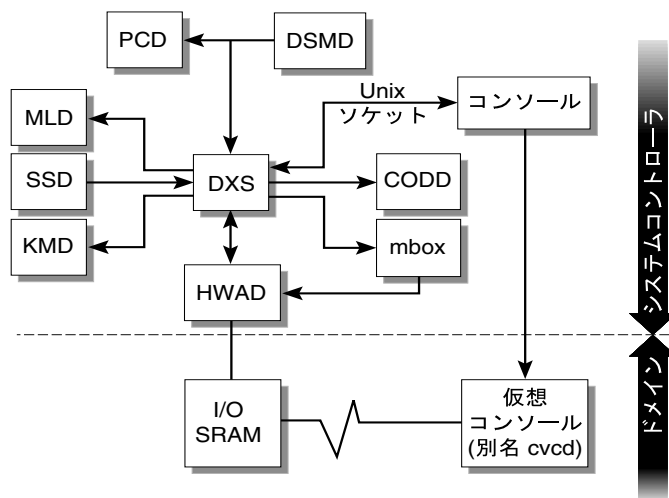 PCD
DSMD
MLD
Unix
ソケット
コンソール
SSD
DXS
CODD
KMD
mbox
HWAD
システムコントローラ
I/O
SRAM
仮想
コンソール
(別名 cvcd)
ドメイン